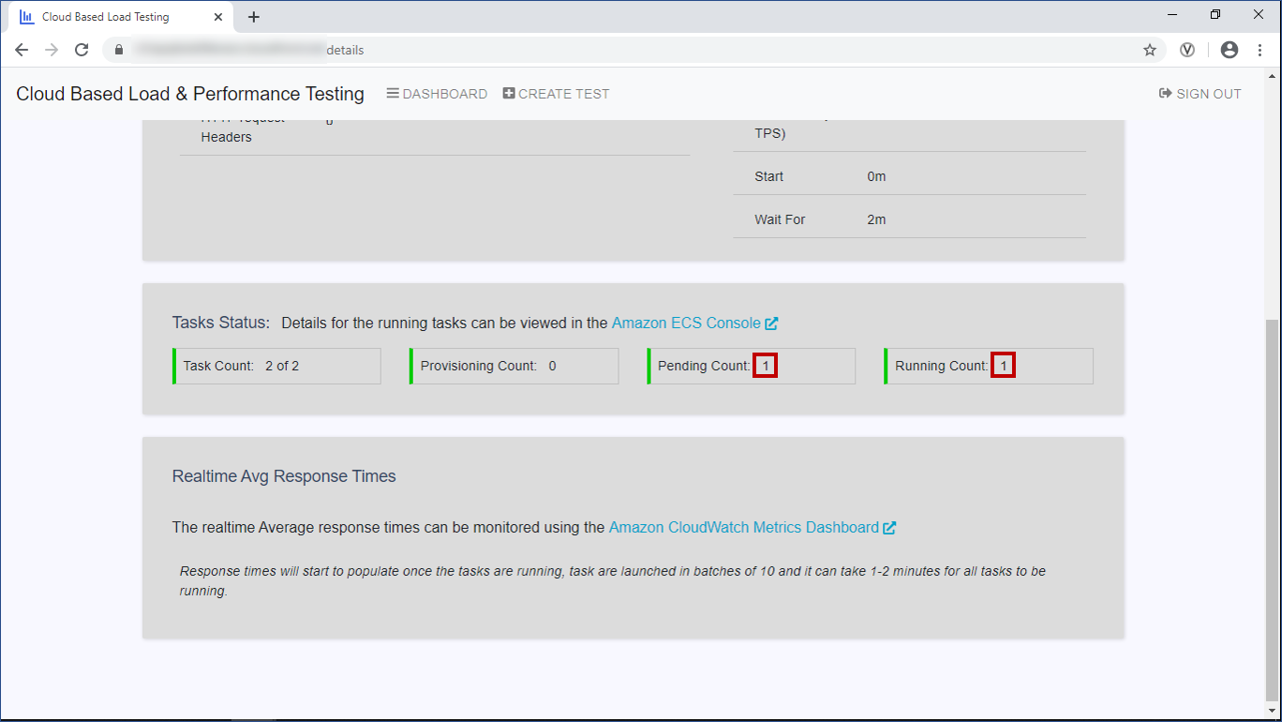 Cloud Based Load Testing
details
Cloud Based Load & Performance Testing DASHBOARD CREATE TEST SIGN OUT
Headers
TPS)
Start 0m
Wait For 2m
Tasks Status: Details for the running tasks can be viewed in the Amazon ECS Console
Task Count: 2 of 2 Provisioning Count: 0 Pending Count: 1 Running Count: 1
Realtime Avg Response Times
The realtime Average response times can be monitored using the Amazon CloudWatch Metrics Dashboard
Response times will start to populate once the tasks are running, task are launched in batches of 10 and it can take 1-2 minutes for all tasks to be
running.